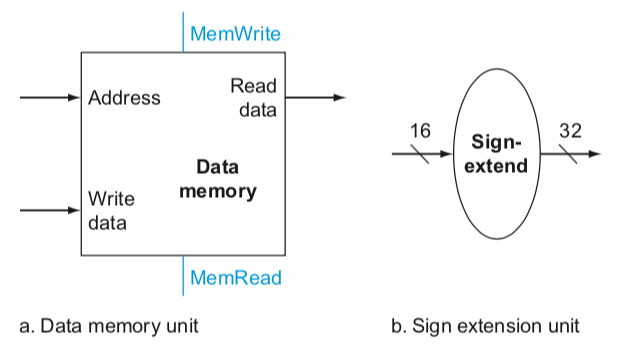 MemWrite
Address
Read
data
Data
memory
Write
data
MemRead
a. Data memory unit
16
Sign-
extend
32
b. Sign extension unit